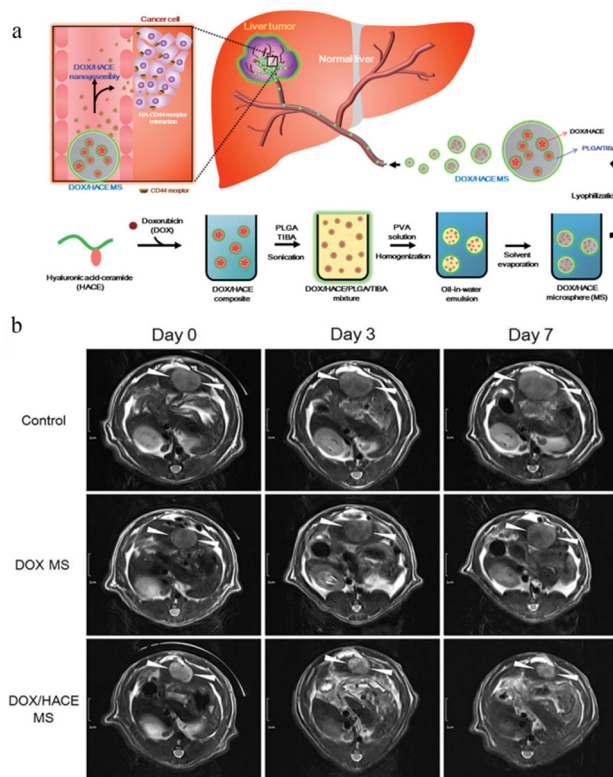 a
Cancer cell
DOX/HACE
nanoassembly
HA-CD44 receptor
interaction
DOX/HACE MS
CD44 receptor
Liver tumor
Normal liver
DOX/HACE
PLGA/TIBA
DOX/HACE MS
Lyophilization
Hyaluronic acid-ceramide
(HACE)
Doxorubicin
(DOX)
DOX/HACE
composite
PLGA
TIBA
Sonication
DOX/HACE/PLGA/TIBA
mixture
PVA
solution
Homogenization
Oil-in-water
emulsion
Solvent
evaporation
DOX/HACE
microsphere (MS)
b
Day 0
Day 3
Day 7
Control
DOX MS
DOX/HACE
MS